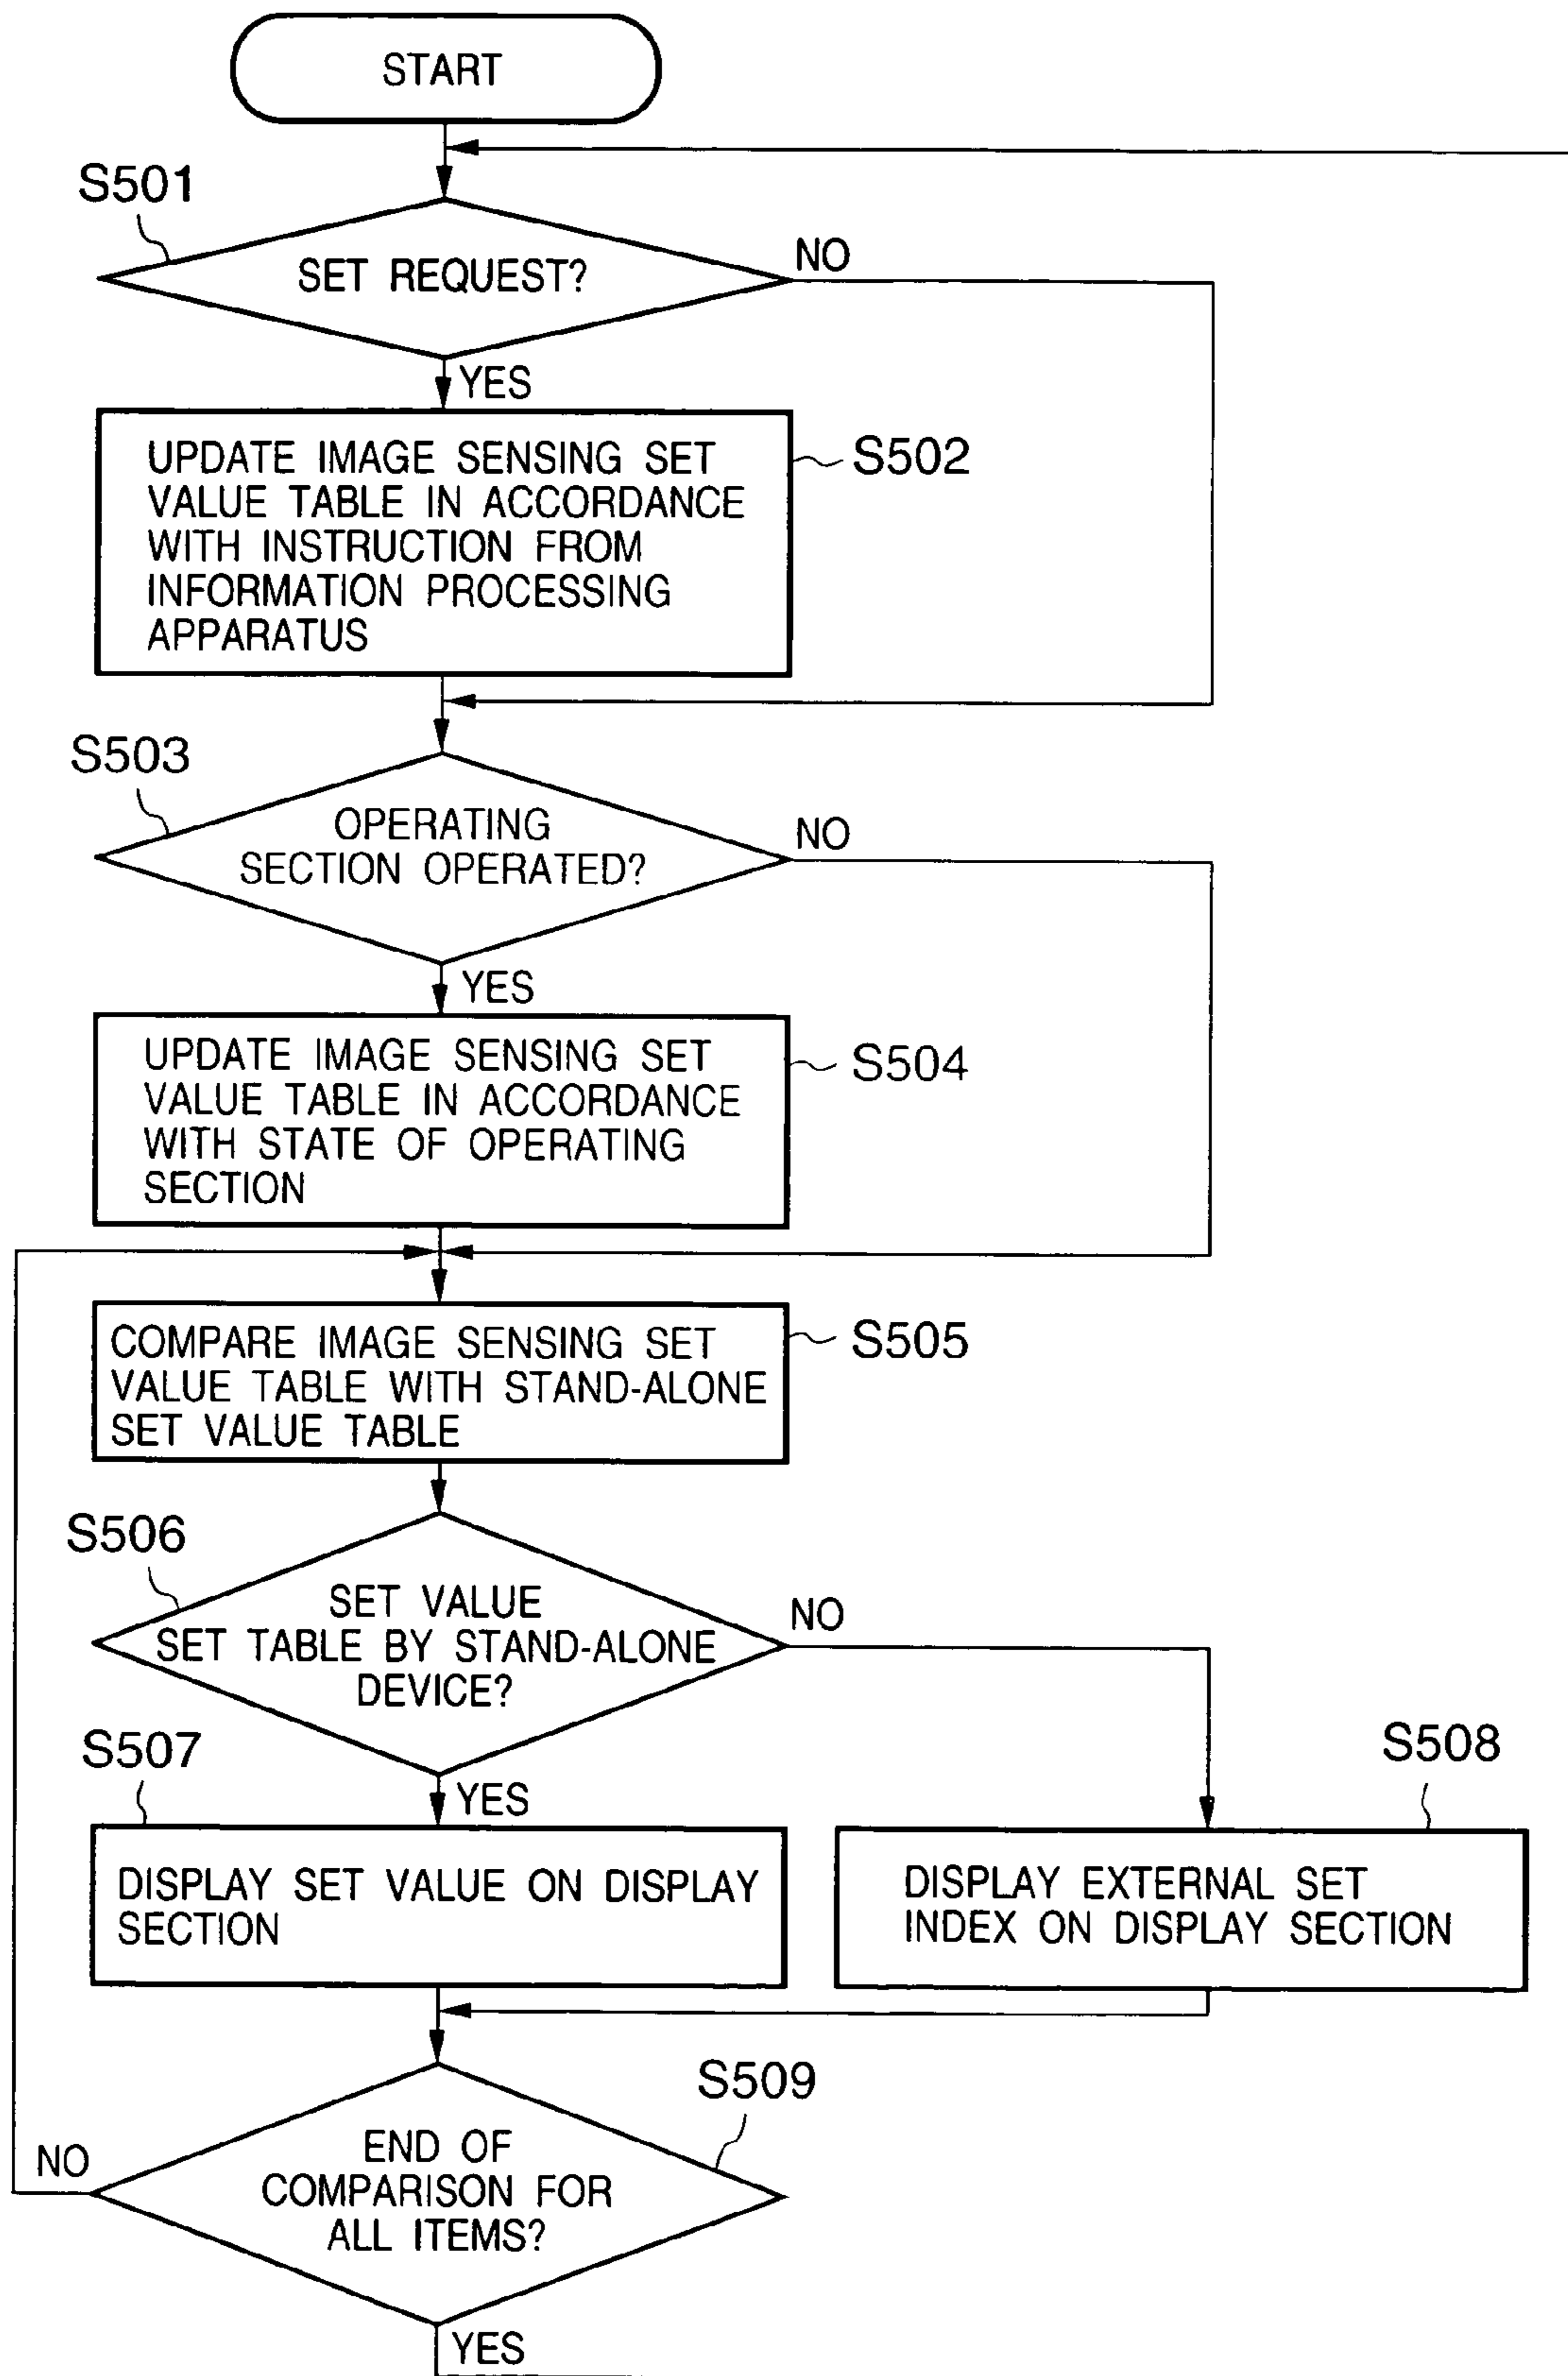 START
S501
SET REQUEST?
NO
YES
UPDATE IMAGE SENSING SET
VALUE TABLE IN ACCORDANCE
WITH INSTRUCTION FROM
INFORMATION PROCESSING
APPARATUS
S502
S503
OPERATING
SECTION OPERATED?
NO
YES
UPDATE IMAGE SENSING SET
VALUE TABLE IN ACCORDANCE
WITH STATE OF OPERATING
SECTION
S504
COMPARE IMAGE SENSING SET
VALUE TABLE WITH STAND-ALONE
SET VALUE TABLE
S505
S506
SET VALUE
SET TABLE BY STAND-ALONE
DEVICE?
NO
YES
S507
DISPLAY SET VALUE ON DISPLAY
SECTION
S508
DISPLAY EXTERNAL SET
INDEX ON DISPLAY SECTION
S509
END OF
COMPARISON FOR
ALL ITEMS?
NO
YES